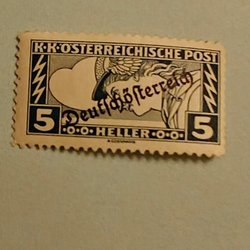 K·K·ÖSTERREICHISCHE POST
Deutschösterreich
5 HELLER 5